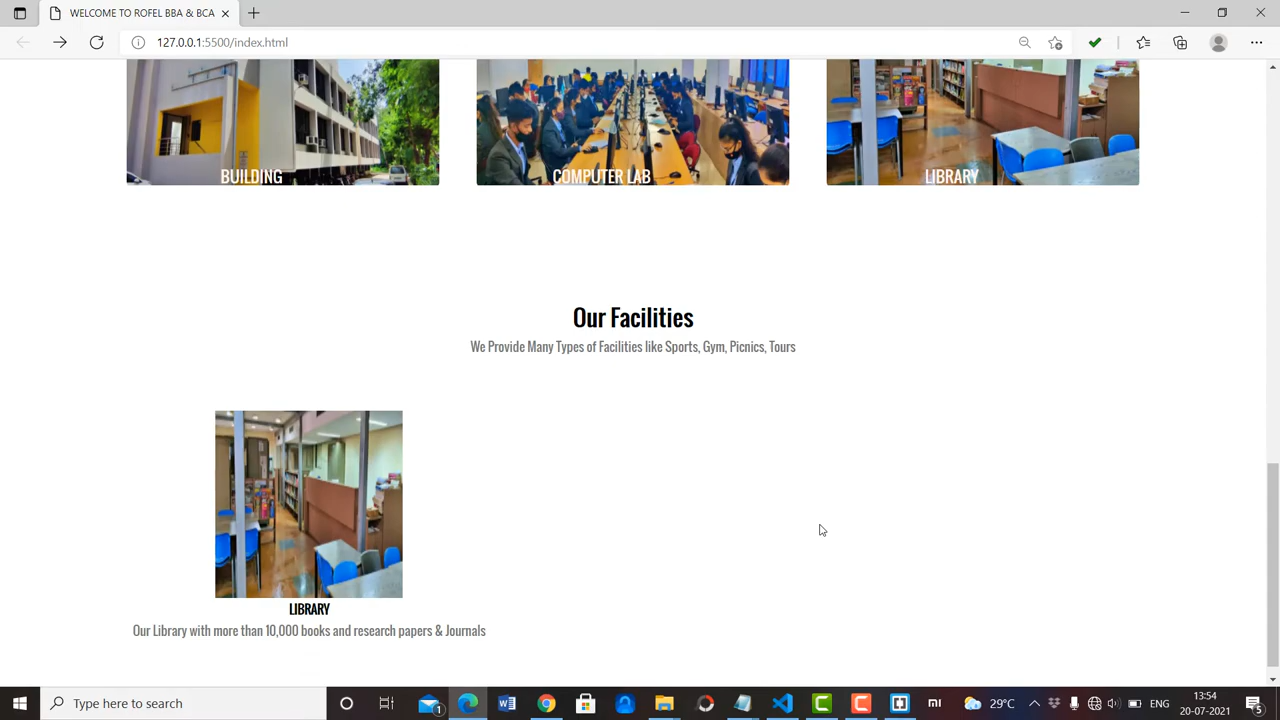 WELCOME TO ROFEL BBA & BCA
127.0.0.1:5500/index.html
BUILDING
COMPUTER LAB
LIBRARY
Our Facilities
We Provide Many Types of Facilities like Sports, Gym, Picnics, Tours
LIBRARY
Our Library with more than 10,000 books and research papers & Journals
Type here to search
1
29°C
ENG
13:54
20-07-2021
5